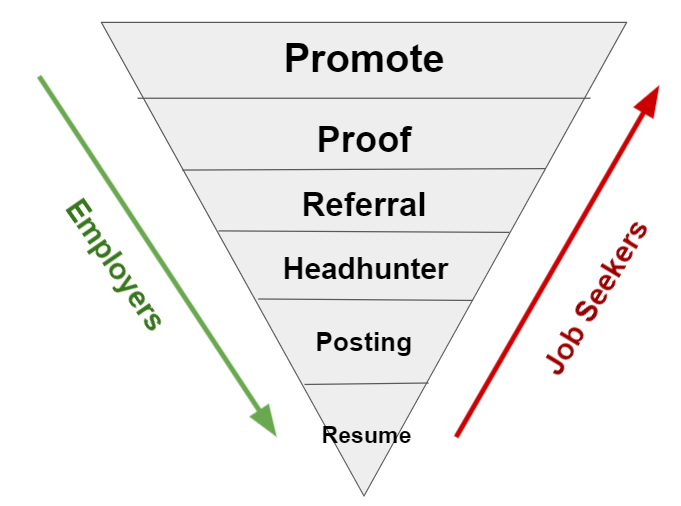 Promote
Proof
Referral
Headhunter
Posting
Resume
Employers
Job Seekers